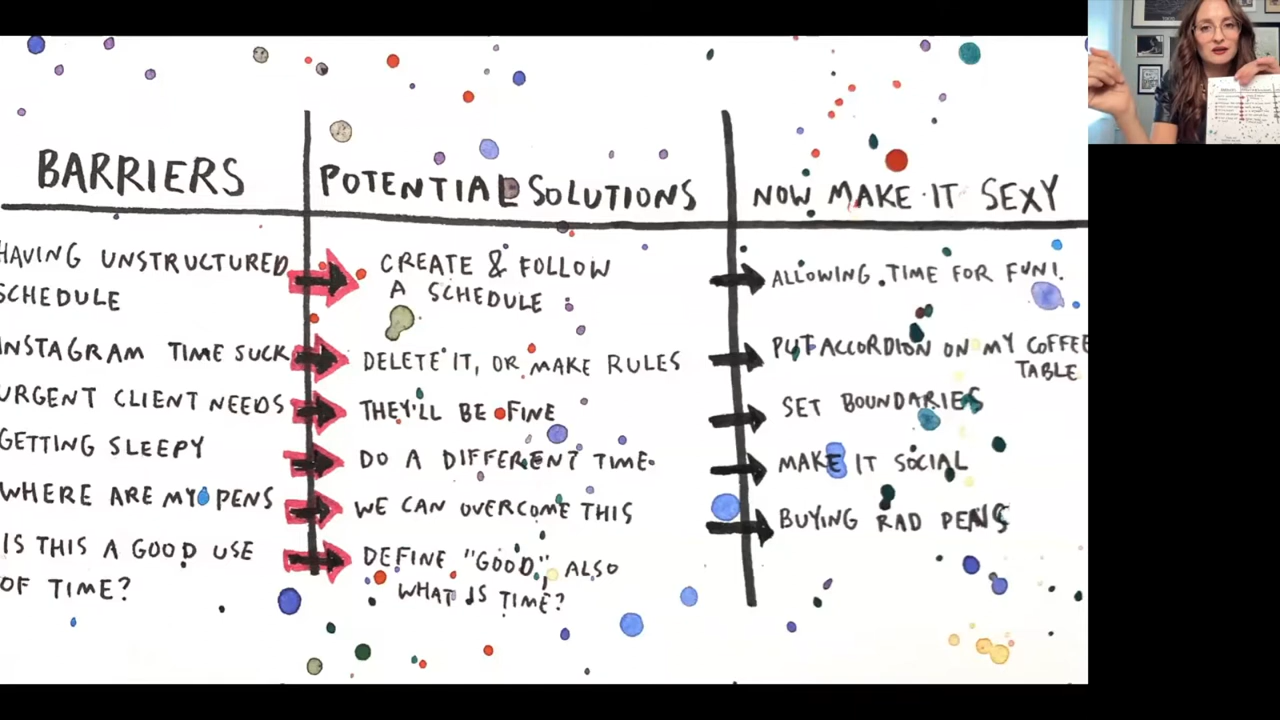 BARRIERS
POTENTIAL SOLUTIONS
NOW MAKE IT SEXY
HAVING UNSTRUCTURED
SCHEDULE
CREATE & FOLLOW
A SCHEDULE
ALLOWING TIME FOR FUN!
INSTAGRAM TIME SUCK
DELETE IT, OR MAKE RULES
PUT ACCORDION ON MY COFFEE
TABLE
URGENT CLIENT NEEDS
THEY'LL BE FINE
SET BOUNDARIES
GETTING SLEEPY
DO A DIFFERENT TIME
MAKE IT SOCIAL
WHERE ARE MY PENS
WE CAN OVERCOME THIS
BUYING RAD PENS
IS THIS A GOOD USE
OF TIME?
DEFINE "GOOD", ALSO
WHAT IS TIME?